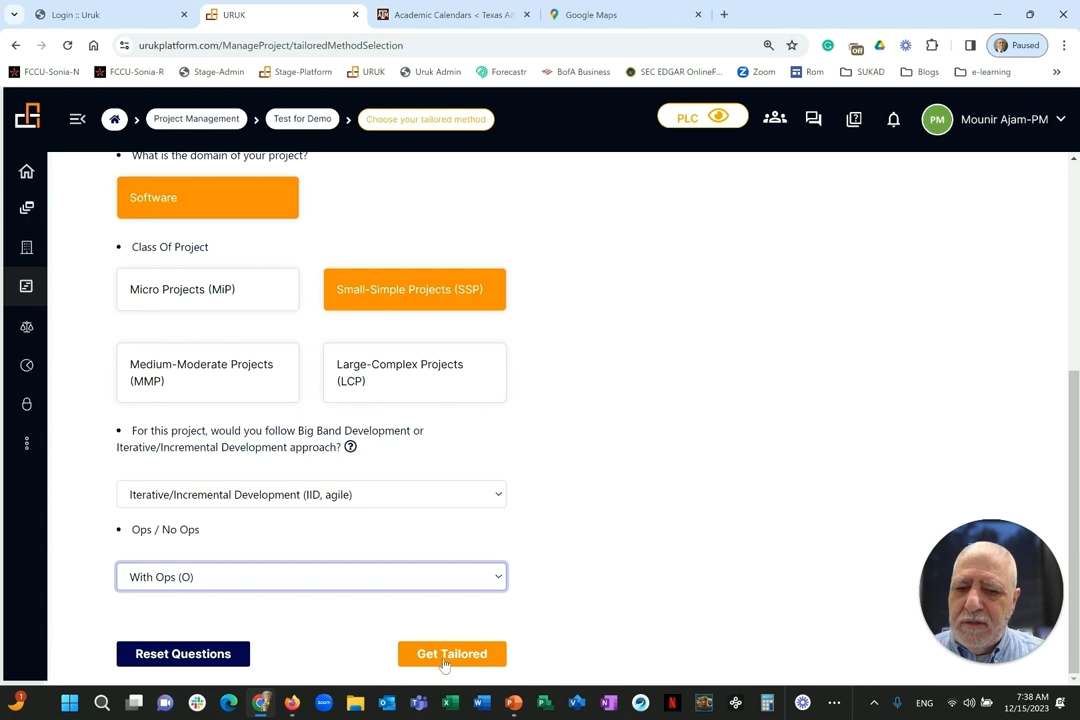 Login :: Uruk
URUK
Academic Calendars < Texas A&
Google Maps
urukplatform.com/ManageProject/tailoredMethodSelection
Paused
FCCU-Sonia-N
FCCU-Sonia-R
Stage-Admin
Stage-Platform
URUK
Uruk Admin
Forecastr
BofA Business
SEC EDGAR OnlineF...
Zoom
Rom
SUKAD
Blogs
e-learning
Off
Project Management
Test for Demo
Choose your tailored method
PLC
PM
Mounir Ajam-PM
What is the domain of your project?
Software
Class Of Project
Micro Projects (MiP)
Small-Simple Projects (SSP)
Medium-Moderate Projects
(MMP)
Large-Complex Projects
(LCP)
For this project, would you follow Big Band Development or
Iterative/Incremental Development approach?
Iterative/Incremental Development (IID, agile)
Ops / No Ops
With Ops (O)
Reset Questions
Get Tailored
1
zoom
ENG
7:38 AM
12/15/2023